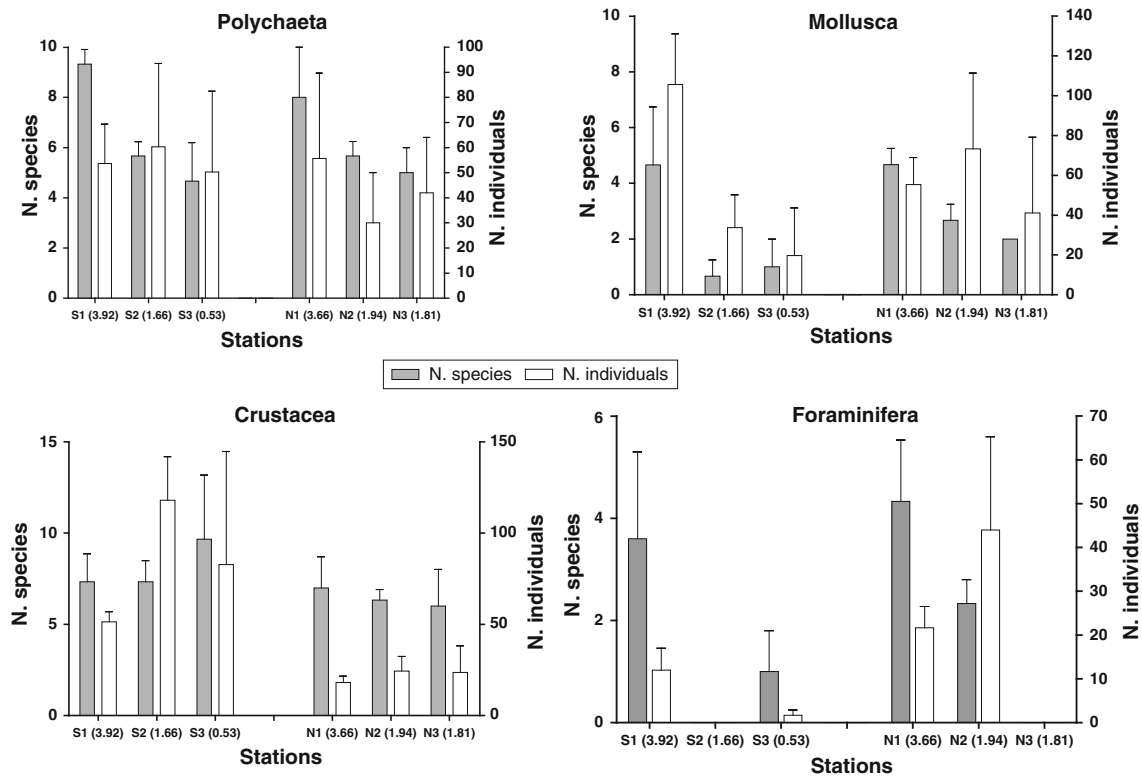 Polychaeta
10
8
6
4
2
0
N. species
100
90
80
70
60
50
40
30
20
10
0
N. individuals
S1 (3.92) S2 (1.66) S3 (0.53) N1 (3.66) N2 (1.94) N3 (1.81)
Stations
Mollusca
10
8
6
4
2
0
N. species
140
120
100
80
60
40
20
0
N. individuals
S1 (3.92) S2 (1.66) S3 (0.53) N1 (3.66) N2 (1.94) N3 (1.81)
Stations
N. species N. individuals
Crustacea
15
10
5
0
N. species
150
100
50
0
N. individuals
S1 (3.92) S2 (1.66) S3 (0.53) N1 (3.66) N2 (1.94) N3 (1.81)
Stations
Foraminifera
6
4
2
0
N. species
70
60
50
40
30
20
10
0
N. individuals
S1 (3.92) S2 (1.66) S3 (0.53) N1 (3.66) N2 (1.94) N3 (1.81)
Stations